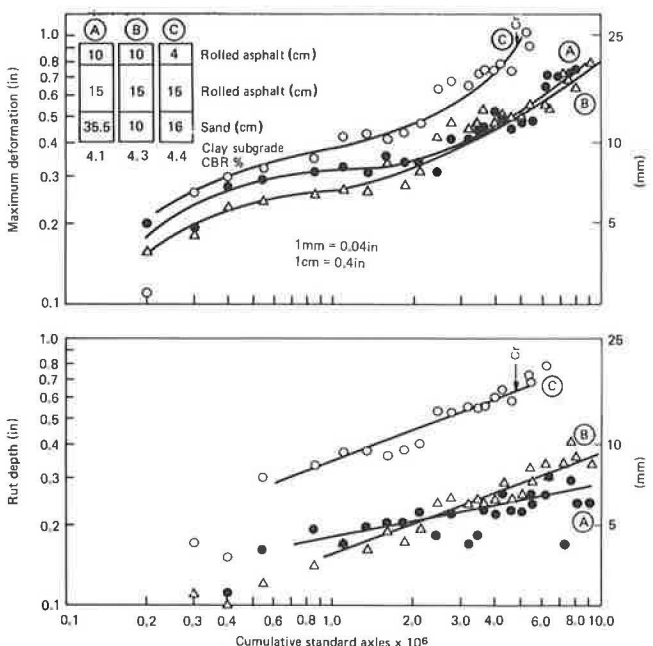 A B C
10 10 4 Rolled asphalt (cm)
15 15 15 Rolled asphalt (cm)
35.5 10 16 Sand (cm)
4.1 4.3 4.4 Clay subgrade
CBR %
Maximum deformation (in)
1.0
0.8
0.6
0.5
0.4
0.3
0.2
0.1
C
Cr
A
B
1mm = 0.04in
1cm = 0.4in
25
10
5
(mm)
Rut depth (in)
1.0
0.8
0.7
0.6
0.5
0.4
0.3
0.2
0.1
Cr
C
B
A
25
10
5
(mm)
0.1 0.2 0.3 0.4 0.6 0.8 1.0 2.0 3.0 4.0 6.0 8.0 10.0
Cumulative standard axles x 10⁶